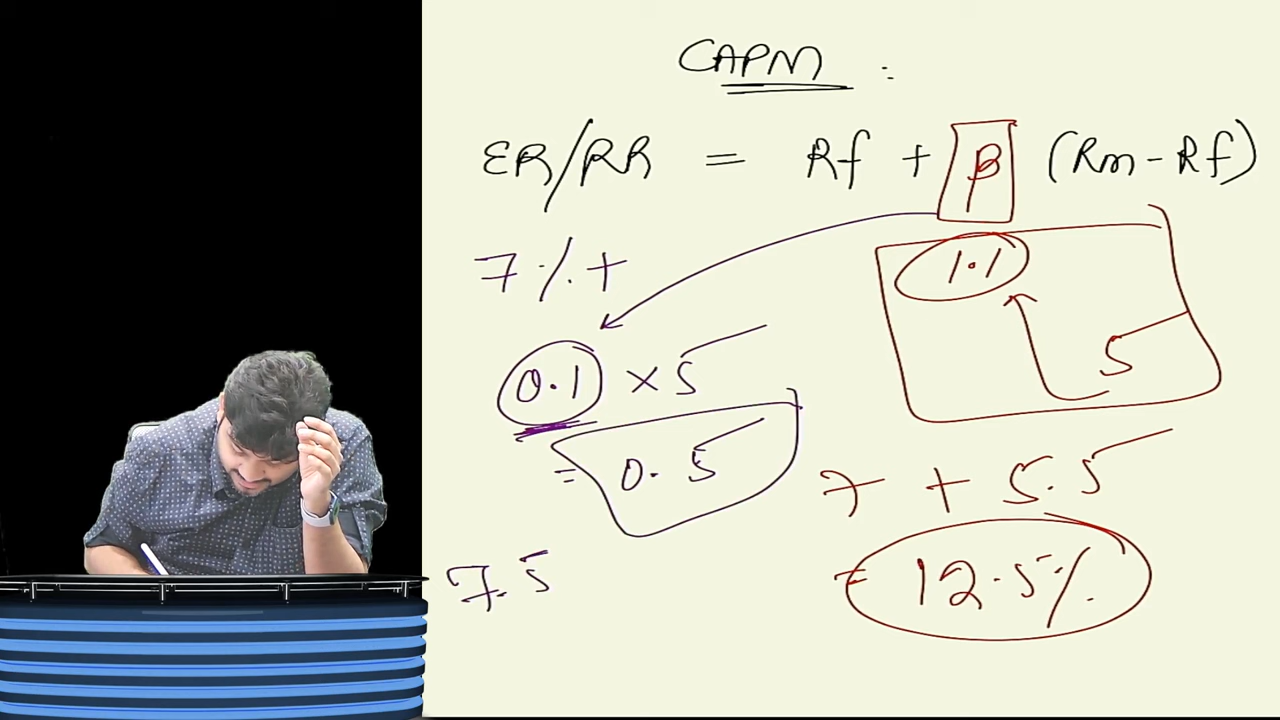 CAPM :
ER/RR = Rf + β (Rm - Rf)
7% +
1.1
5
0.1 × 5
= 0.5
7 + 5.5
= 12.5%
7.5